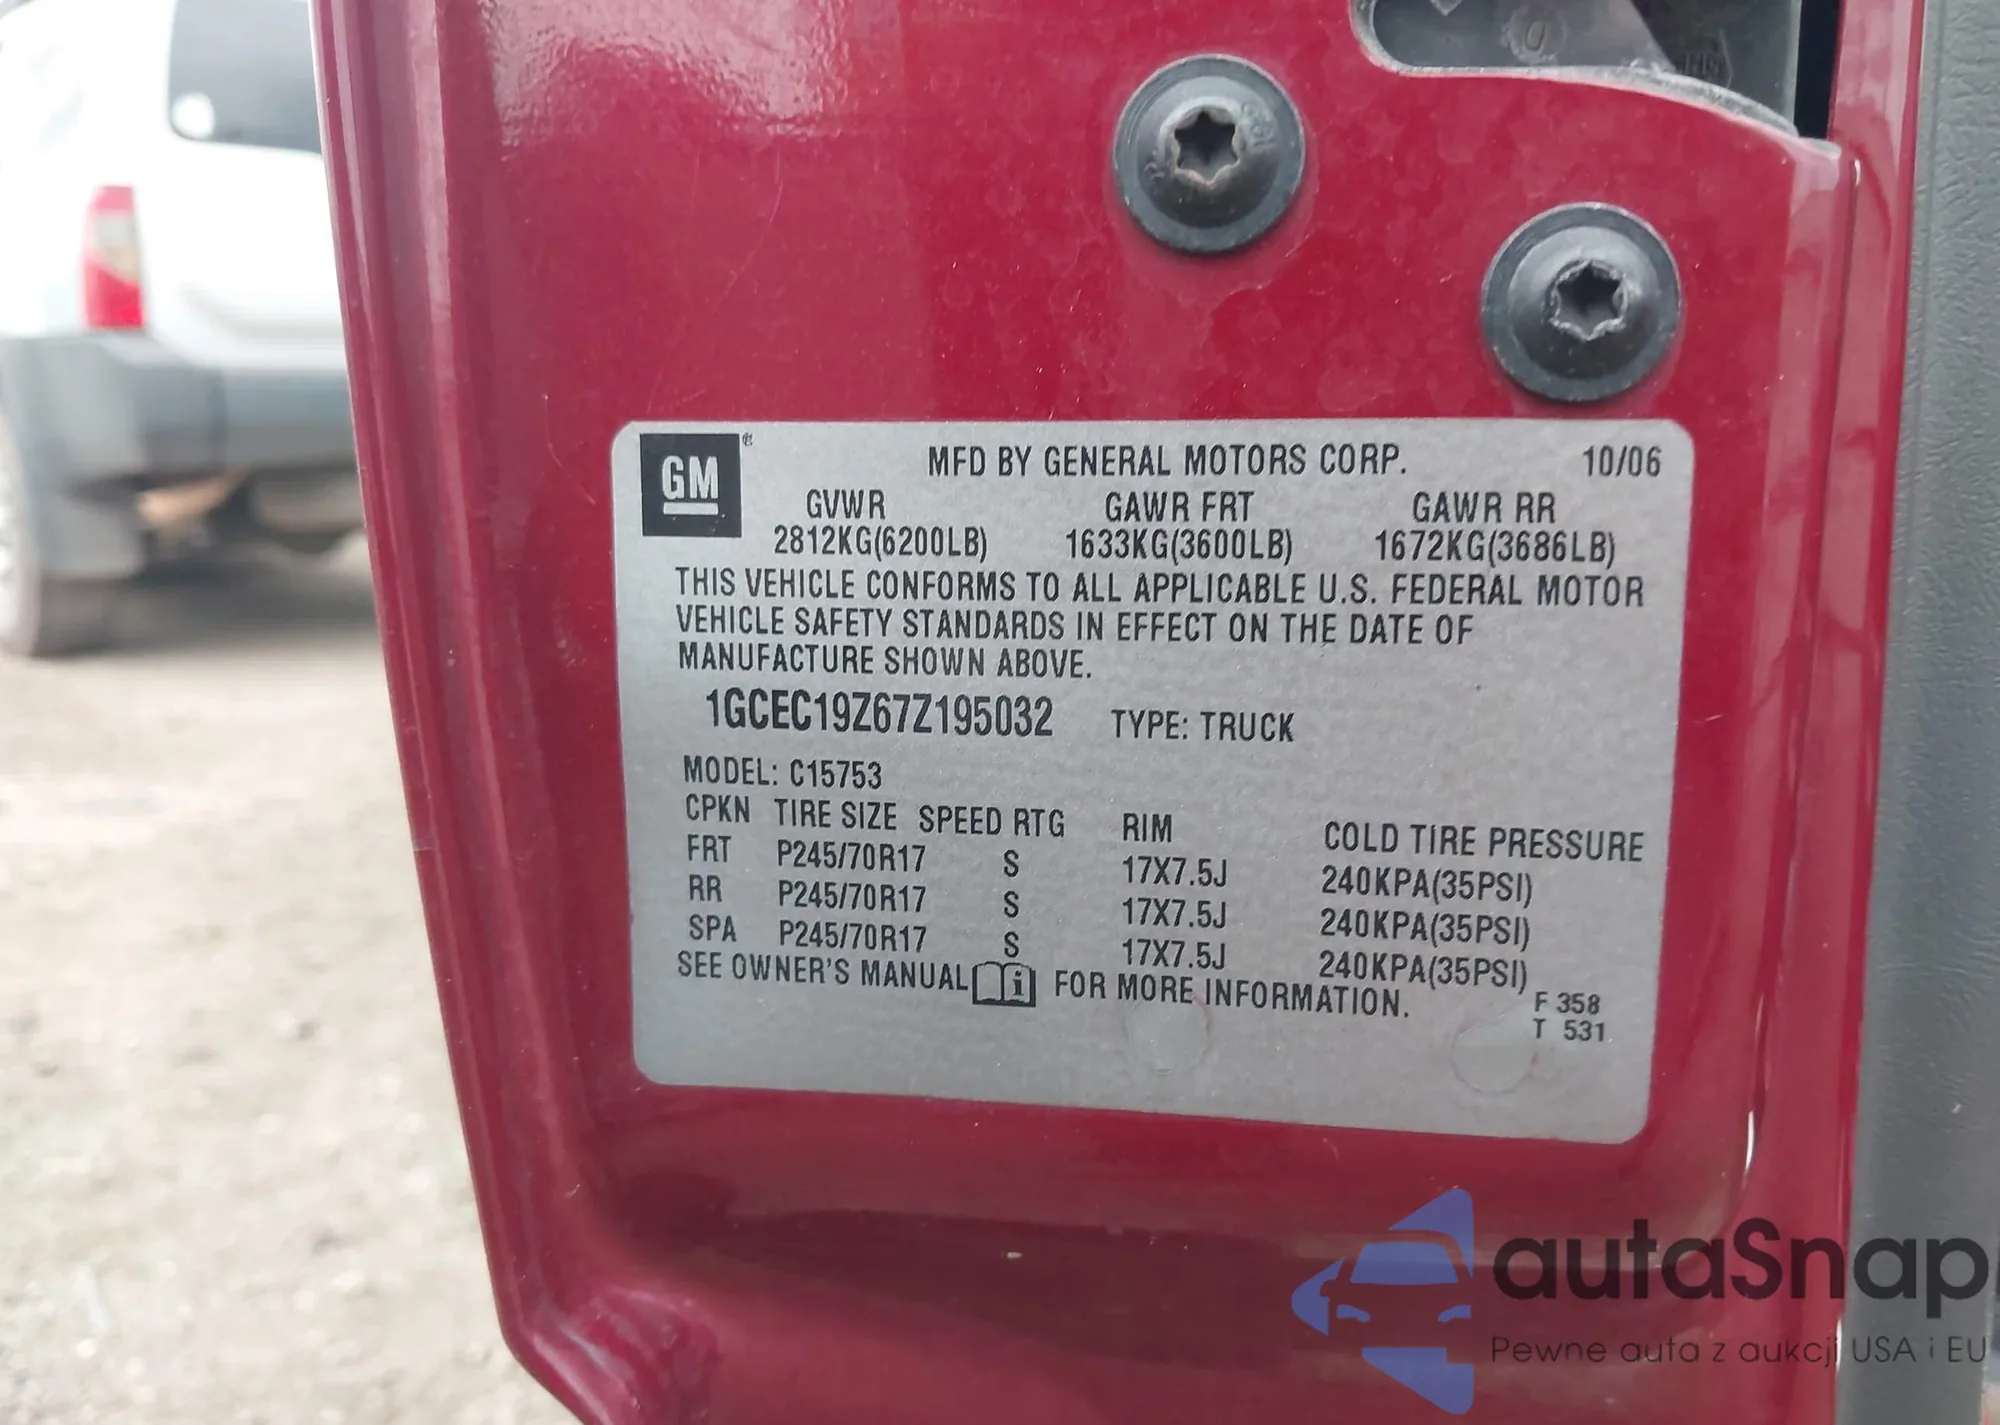 GM
MFD BY GENERAL MOTORS CORP. 10/06
GVWR GAWR FRT GAWR RR
2812KG(6200LB) 1633KG(3600LB) 1672KG(3686LB)
THIS VEHICLE CONFORMS TO ALL APPLICABLE U.S. FEDERAL MOTOR
VEHICLE SAFETY STANDARDS IN EFFECT ON THE DATE OF
MANUFACTURE SHOWN ABOVE.
1GCEC19Z67Z195032 TYPE: TRUCK
MODEL: C15753
CPKN TIRE SIZE SPEED RTG RIM COLD TIRE PRESSURE
FRT P245/70R17 S 17X7.5J 240KPA(35PSI)
RR P245/70R17 S 17X7.5J 240KPA(35PSI)
SPA P245/70R17 S 17X7.5J 240KPA(35PSI)
SEE OWNER'S MANUAL i FOR MORE INFORMATION.
F 358
T 531
autaSnap
Pewne auta z aukcji USA i EU